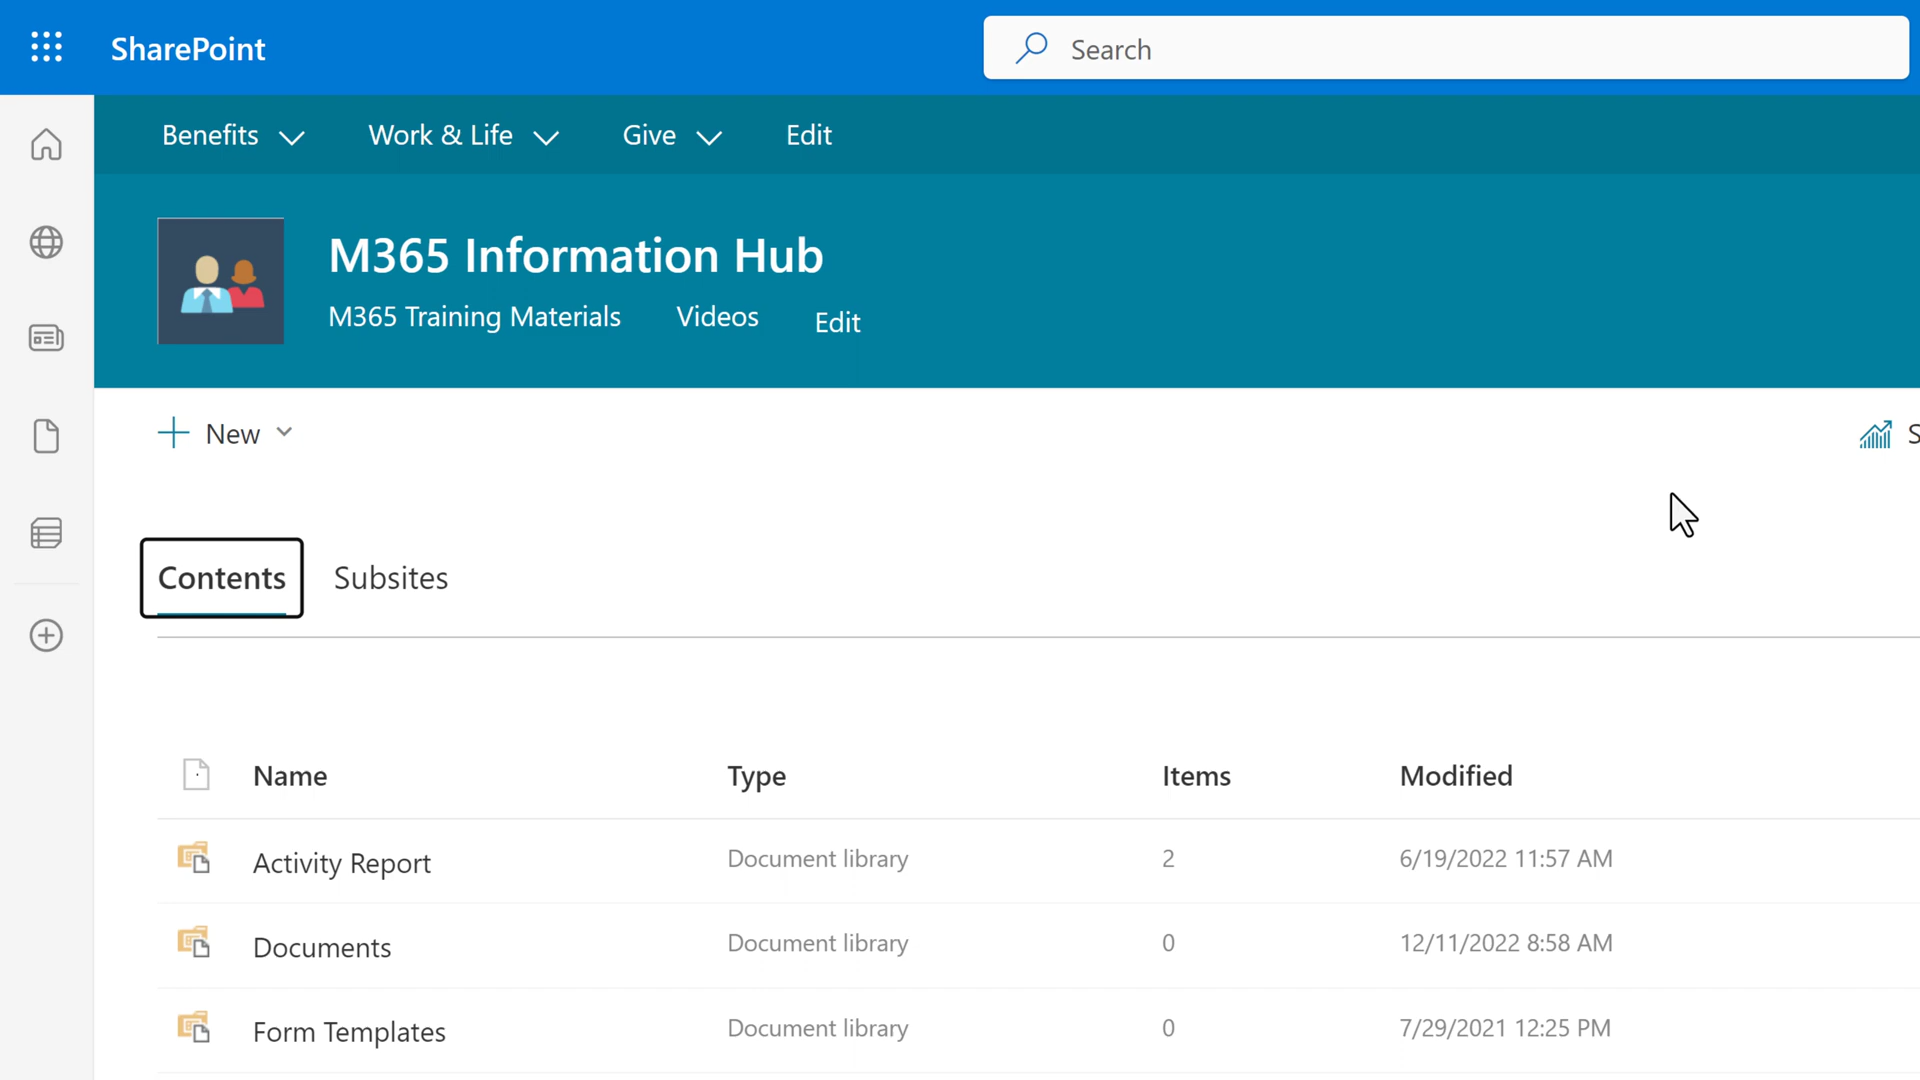 SharePoint
Search
Benefits Work & Life Give Edit
M365 Information Hub
M365 Training Materials Videos Edit
New
S
Contents Subsites
Name Type Items Modified
Activity Report Document library 2 6/19/2022 11:57 AM
Documents Document library 0 12/11/2022 8:58 AM
Form Templates Document library 0 7/29/2021 12:25 PM